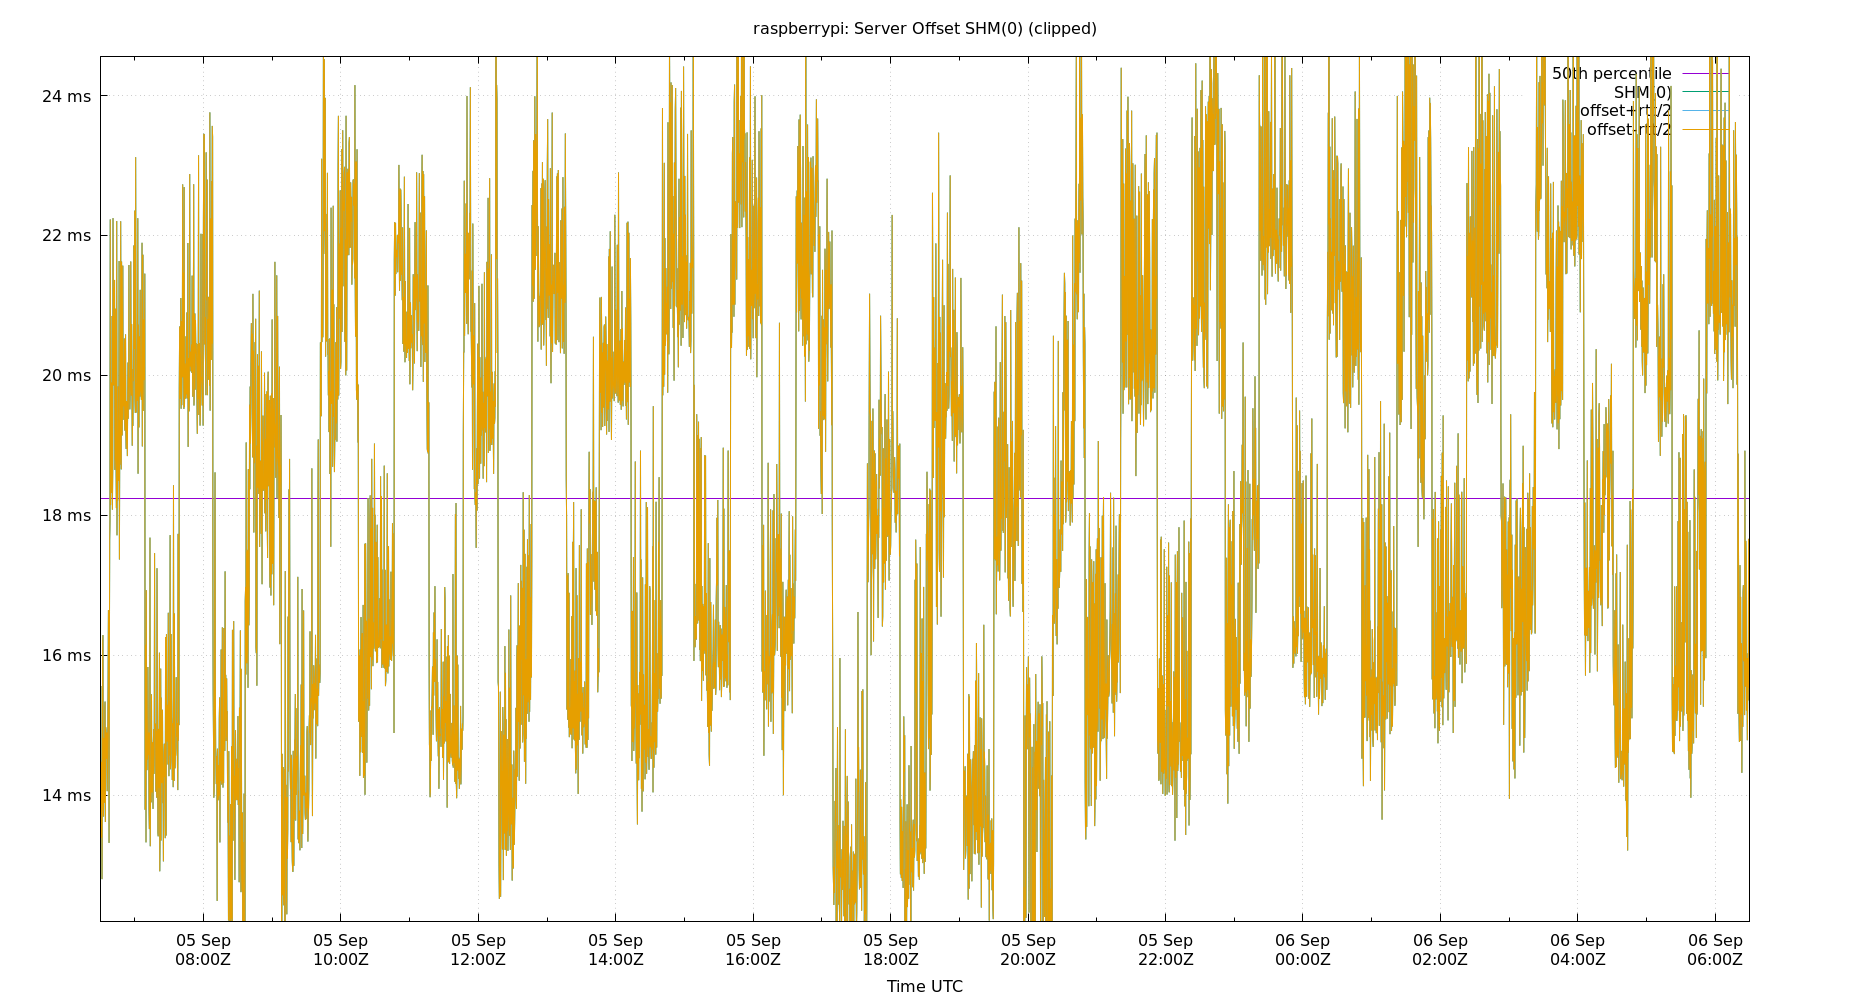 raspberrypi: Server Offset SHM(0) (clipped)
50th percentile
SHM(0)
offset+rtt/2
offset-rtt/2
24 ms
22 ms
20 ms
18 ms
16 ms
14 ms
05 Sep 05 Sep 05 Sep 05 Sep 05 Sep 05 Sep 05 Sep 05 Sep 06 Sep 06 Sep 06 Sep 06 Sep
08:00Z 10:00Z 12:00Z 14:00Z 16:00Z 18:00Z 20:00Z 22:00Z 00:00Z 02:00Z 04:00Z 06:00Z
Time UTC